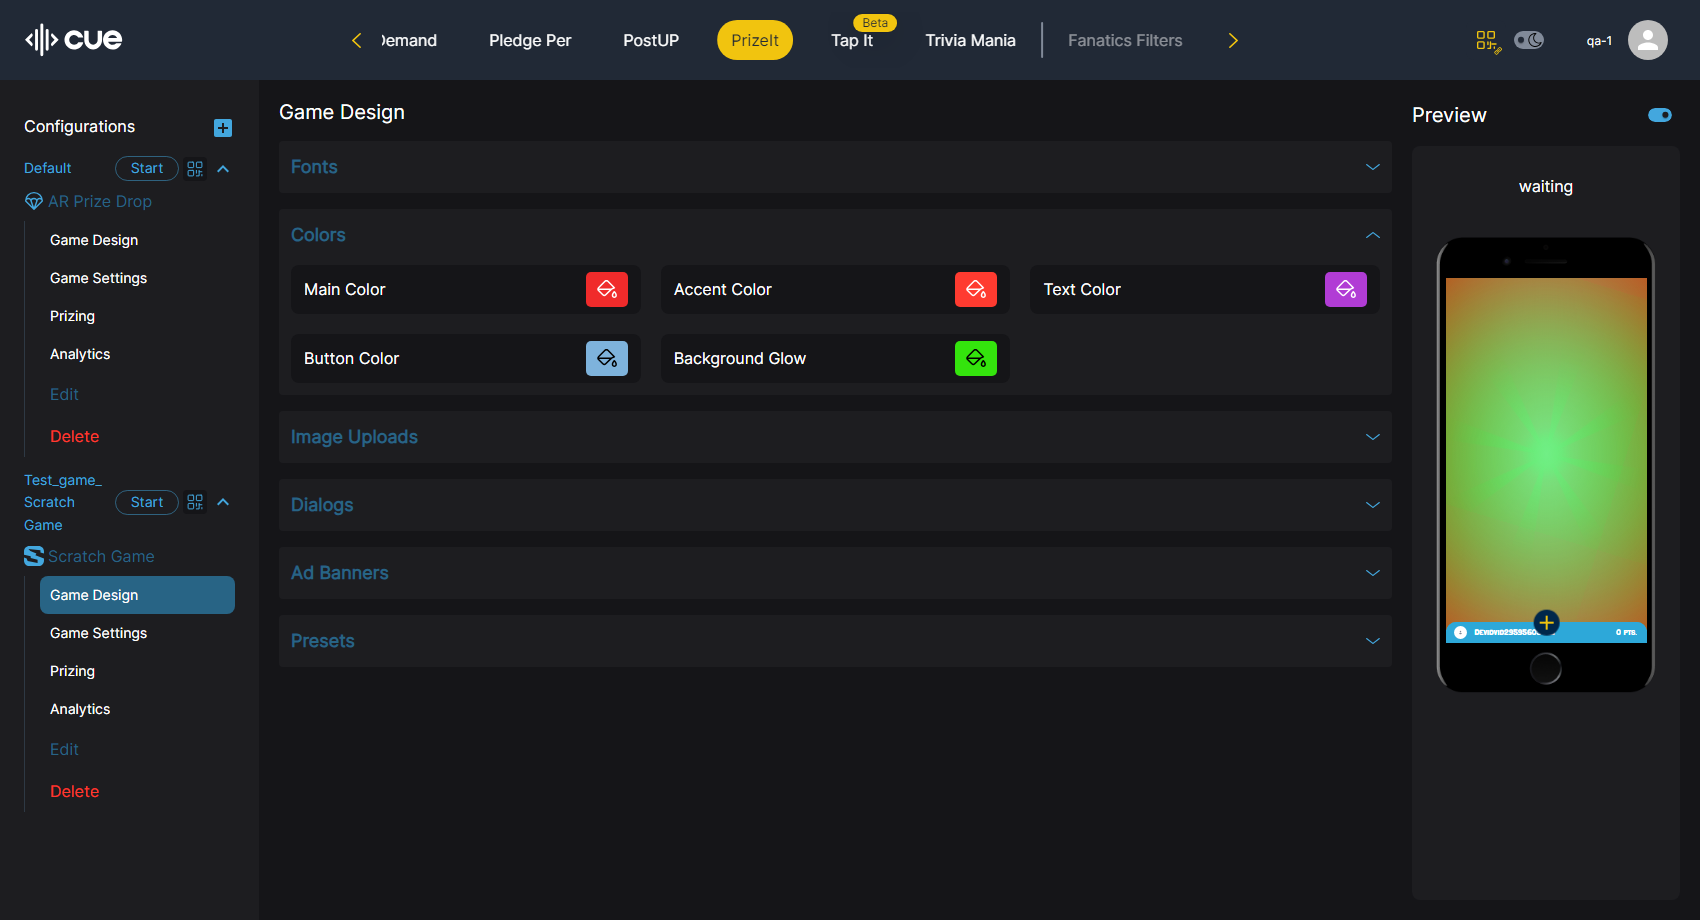 cue
Demand
Pledge Per
PostUP
PrizeIt
Beta
Tap It
Trivia Mania
Fanatics Filters
qa-1
Configurations
Default
Start
AR Prize Drop
Game Design
Game Settings
Prizing
Analytics
Edit
Delete
Test_game_
Scratch
Game
Start
Scratch Game
Game Design
Game Settings
Prizing
Analytics
Edit
Delete
Game Design
Fonts
Colors
Main Color
Accent Color
Text Color
Button Color
Background Glow
Image Uploads
Dialogs
Ad Banners
Presets
Preview
waiting
0 PTS.